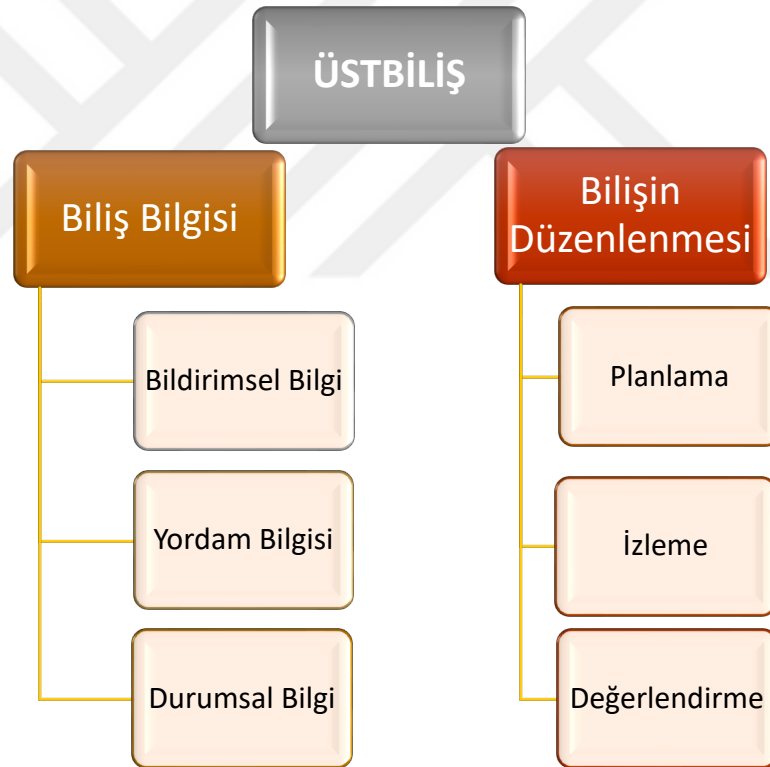 ÜSTBİLİŞ
Biliş Bilgisi
Bildirimsel Bilgi
Yordam Bilgisi
Durumsal Bilgi
Bilişin
Düzenlenmesi
Planlama
İzleme
Değerlendirme